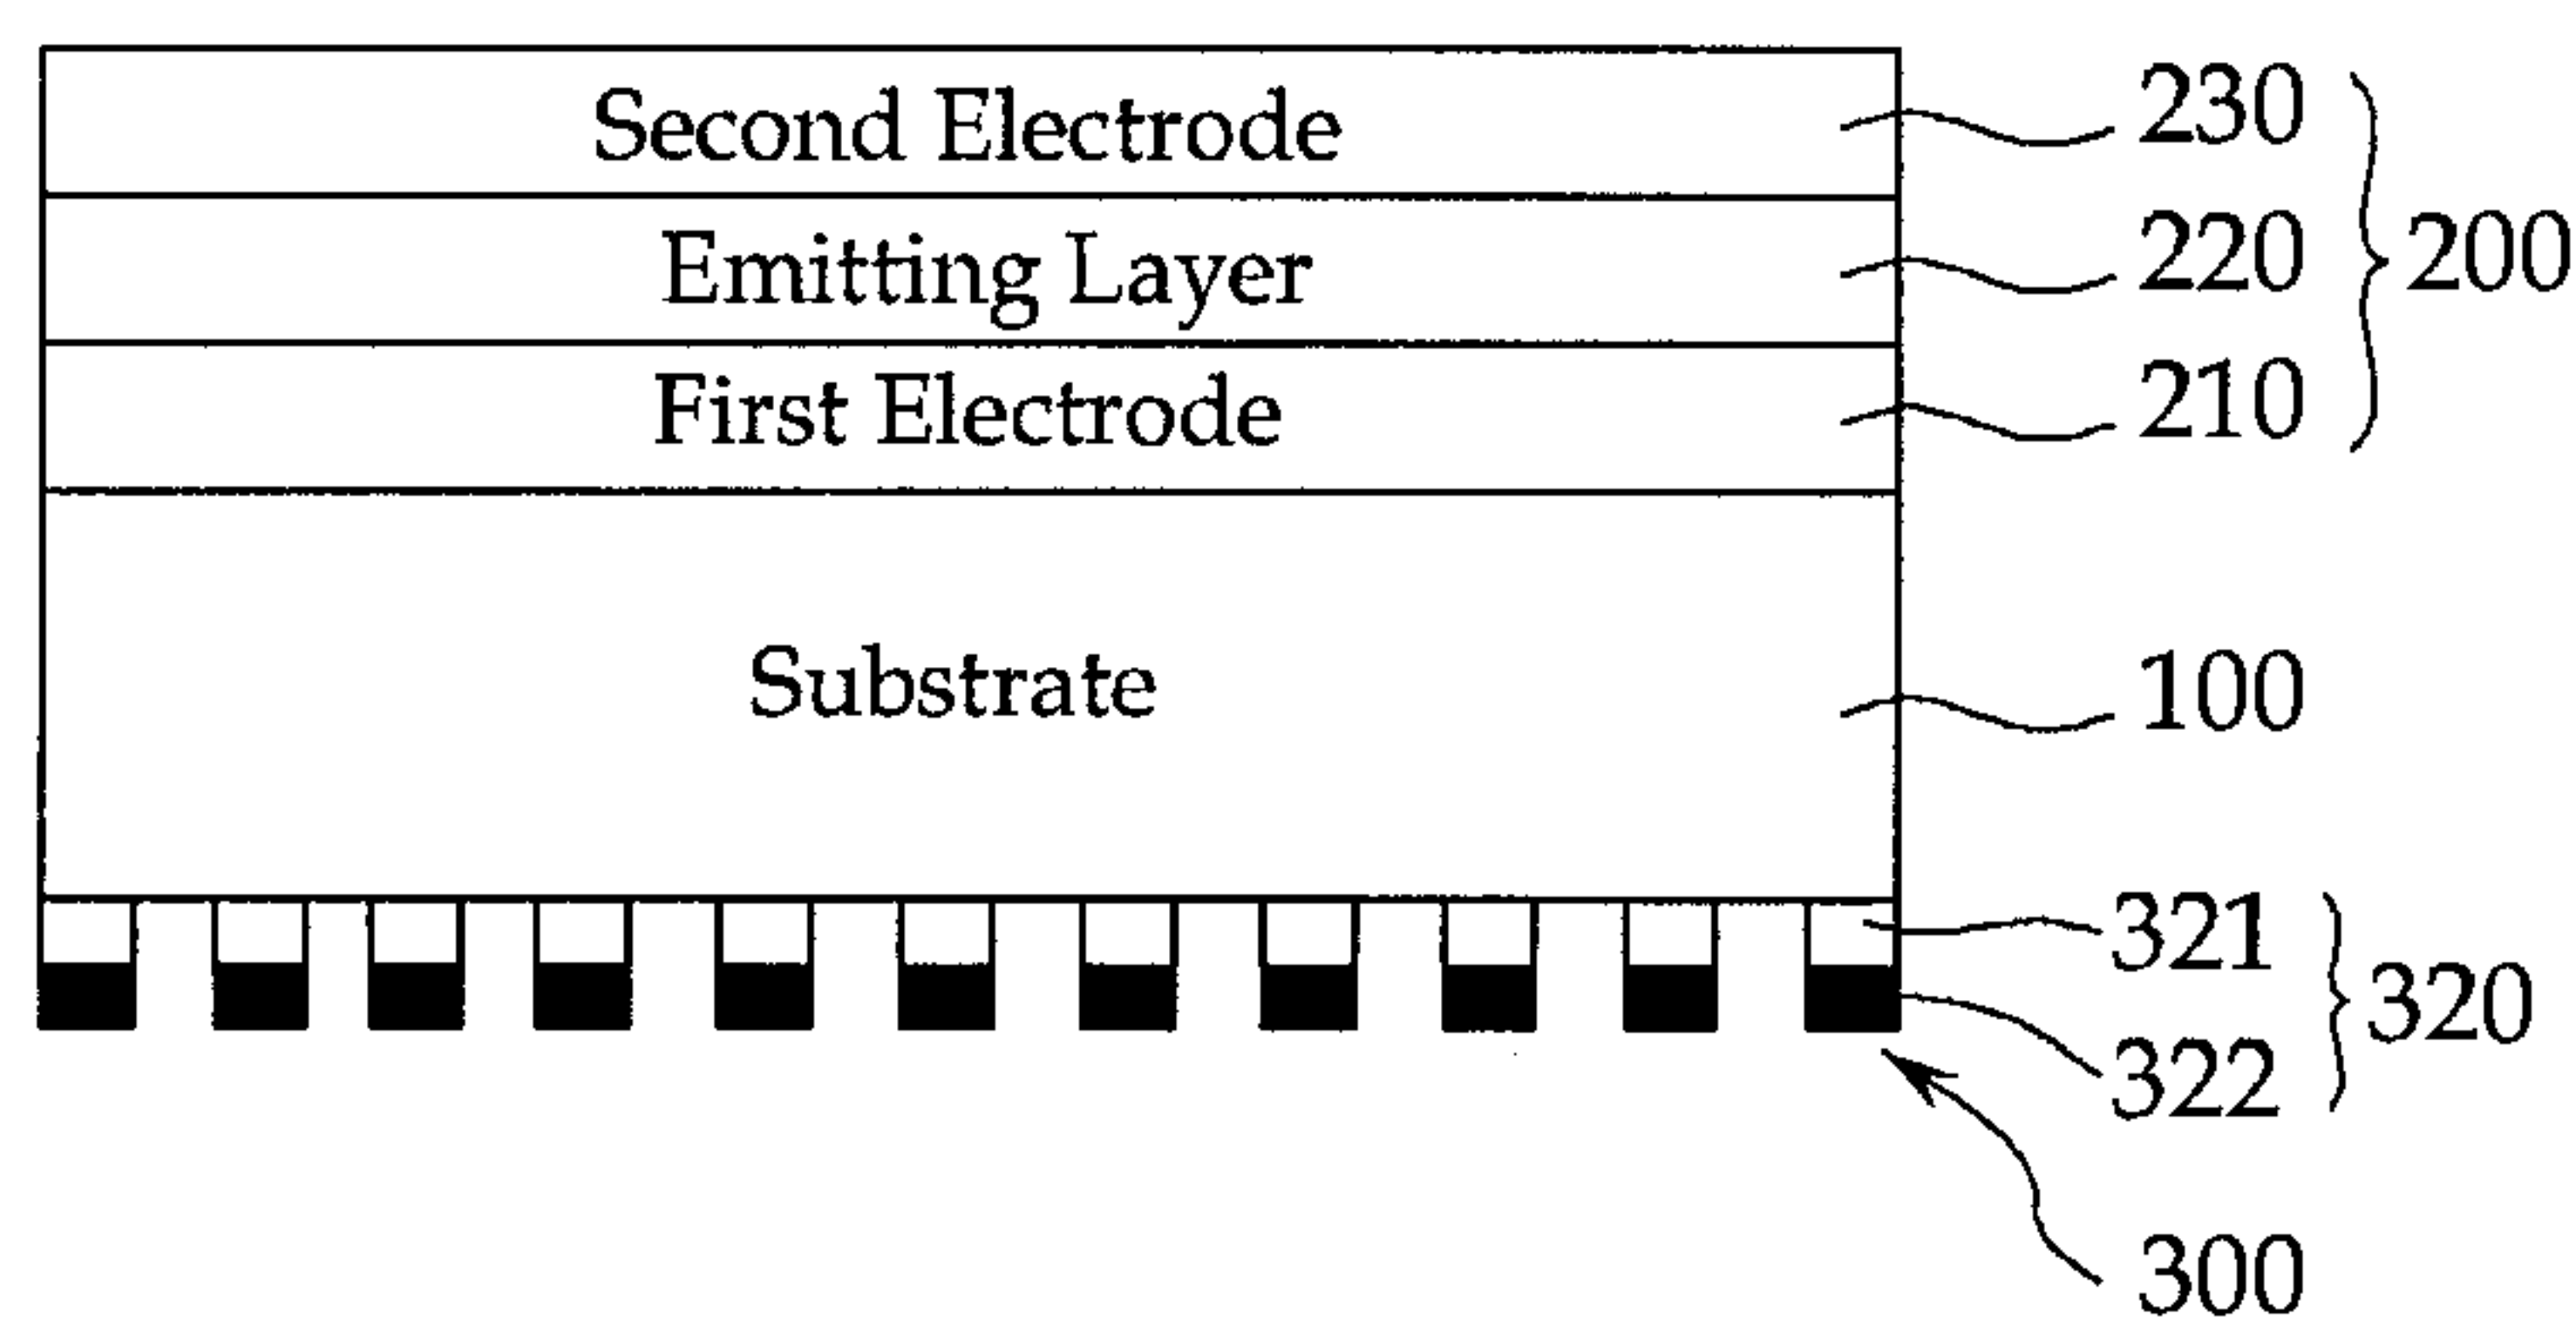 Second Electrode 230
Emitting Layer 220 200
First Electrode 210
Substrate 100
321
320
322
300